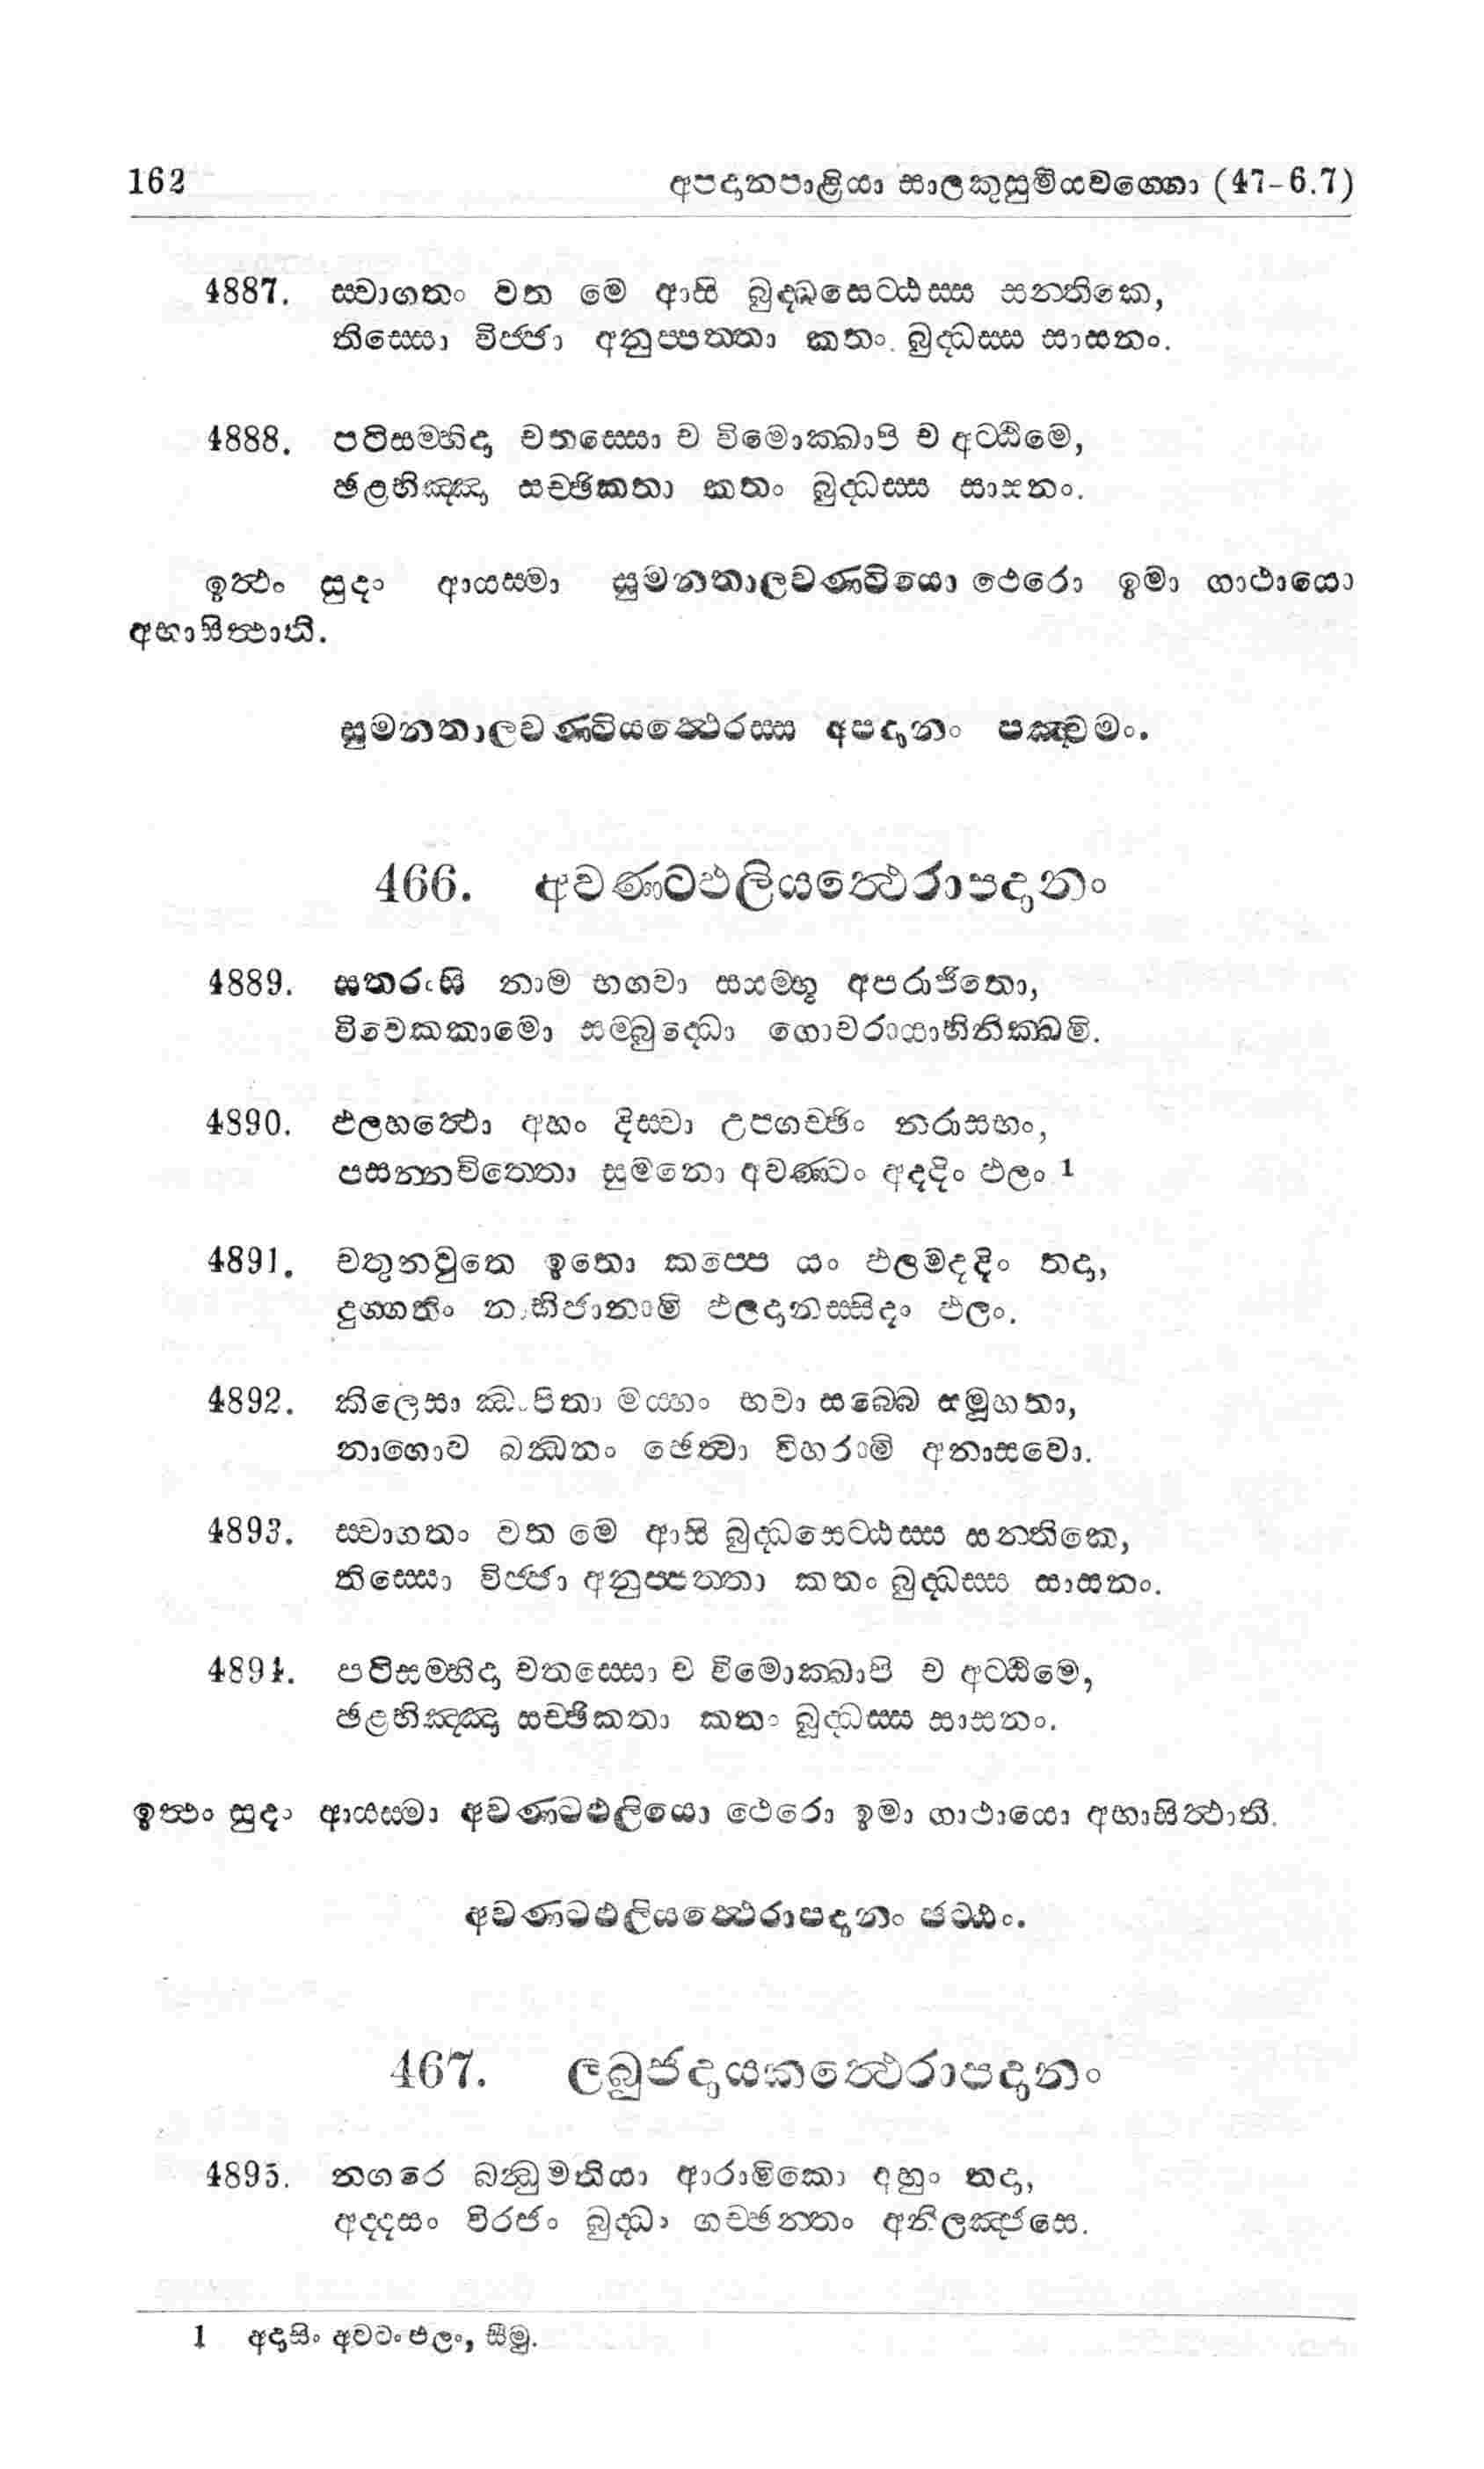 162 අපදානපාළියා සාලකුසුමියවග්ගො (47-6.7)
4887. ස්වාගතං වත මෙ ආසි බුද්ධසෙට්ඨස්ස සන්තිකෙ,
තිස්සො විජ්ජා අනුප්පත්තා කතං බුද්ධස්ස සාසනං.
4888. පටිසම්භිදා චතස්සො ච විමොක්ඛාපි ච අට්ඨිමෙ,
ඡළභිඤ්ඤා සච්ඡිකතා කතං බුද්ධස්ස සාසනං.
ඉත්ථං සුදං ආයස්මා සුමනතාලවණ්ටියො ථෙරො ඉමා ගාථායො
අභාසිත්ථාති.
සුමනතාලවණ්ටියත්ථෙරස්ස අපදානං පඤ්චමං.
466. අවණ්ටඵලියත්ථෙරාපදානං
4889. සතරංසි නාම භගවා සයම්භූ අපරාජිතො,
විවෙකකාමො සම්බුද්ධො ගොචරායාභිනික්ඛමි.
4890. ඵලහත්ථො අහං දිස්වා උපගච්ඡිං නරාසභං,
පසන්නචිත්තො සුමනො අවණ්ටං අදදිං ඵලං 1
4891. චතුනවුතෙ ඉතො කප්පෙ යං ඵලමදදිං තදා,
දුග්ගතිං නාභිජානාමි ඵලදානස්සිදං ඵලං.
4892. කිලෙසා ඣාපිතා මය්හං භවා සබ්බෙ සමූහතා,
නාගොව බන්ධනං ඡෙත්වා විහරාමි අනාසවො.
4893. ස්වාගතං වත මෙ ආසි බුද්ධසෙට්ඨස්ස සන්තිකෙ,
තිස්සො විජ්ජා අනුප්පත්තා කතං බුද්ධස්ස සාසනං.
4894. පටිසම්භිදා චතස්සො ච විමොක්ඛාපි ච අට්ඨිමෙ,
ඡළභිඤ්ඤා සච්ඡිකතා කතං බුද්ධස්ස සාසනං.
ඉත්ථං සුදං ආයස්මා අවණ්ටඵලියො ථෙරො ඉමා ගාථායො අභාසිත්ථාති.
අවණ්ටඵලියත්ථෙරාපදානං ඡට්ඨං.
467. ලබුජදායකත්ථෙරාපදානං
4895. නගරෙ බන්ධුමතියා ආරාමිකො අහුං තදා,
අද්දසං විරජං බුද්ධං ගච්ඡන්තං අනිලඤ්ජසෙ.
1 අදාසිං අවටං ඵලං, සීමු.